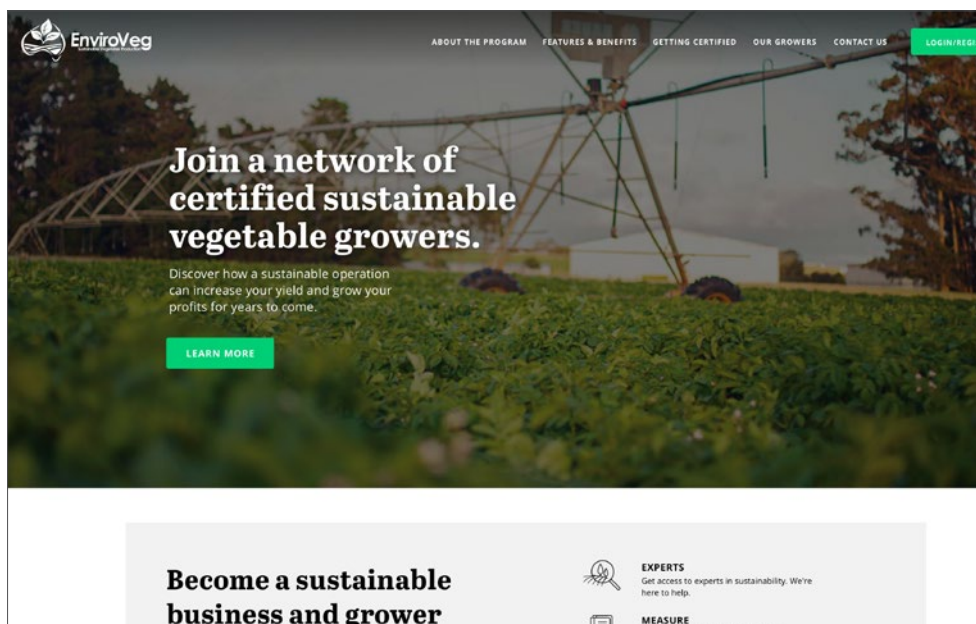 EnviroVeg
ABOUT THE PROGRAM FEATURES & BENEFITS GETTING CERTIFIED OUR GROWERS CONTACT US
Join a network of
certified sustainable
vegetable growers.
Discover how a sustainable operation
can increase your yield and grow your
profits for years to come.
LEARN MORE
Become a sustainable
business and grower
EXPERTS
Get access to experts in sustainability. We're
here to help.
MEASURE